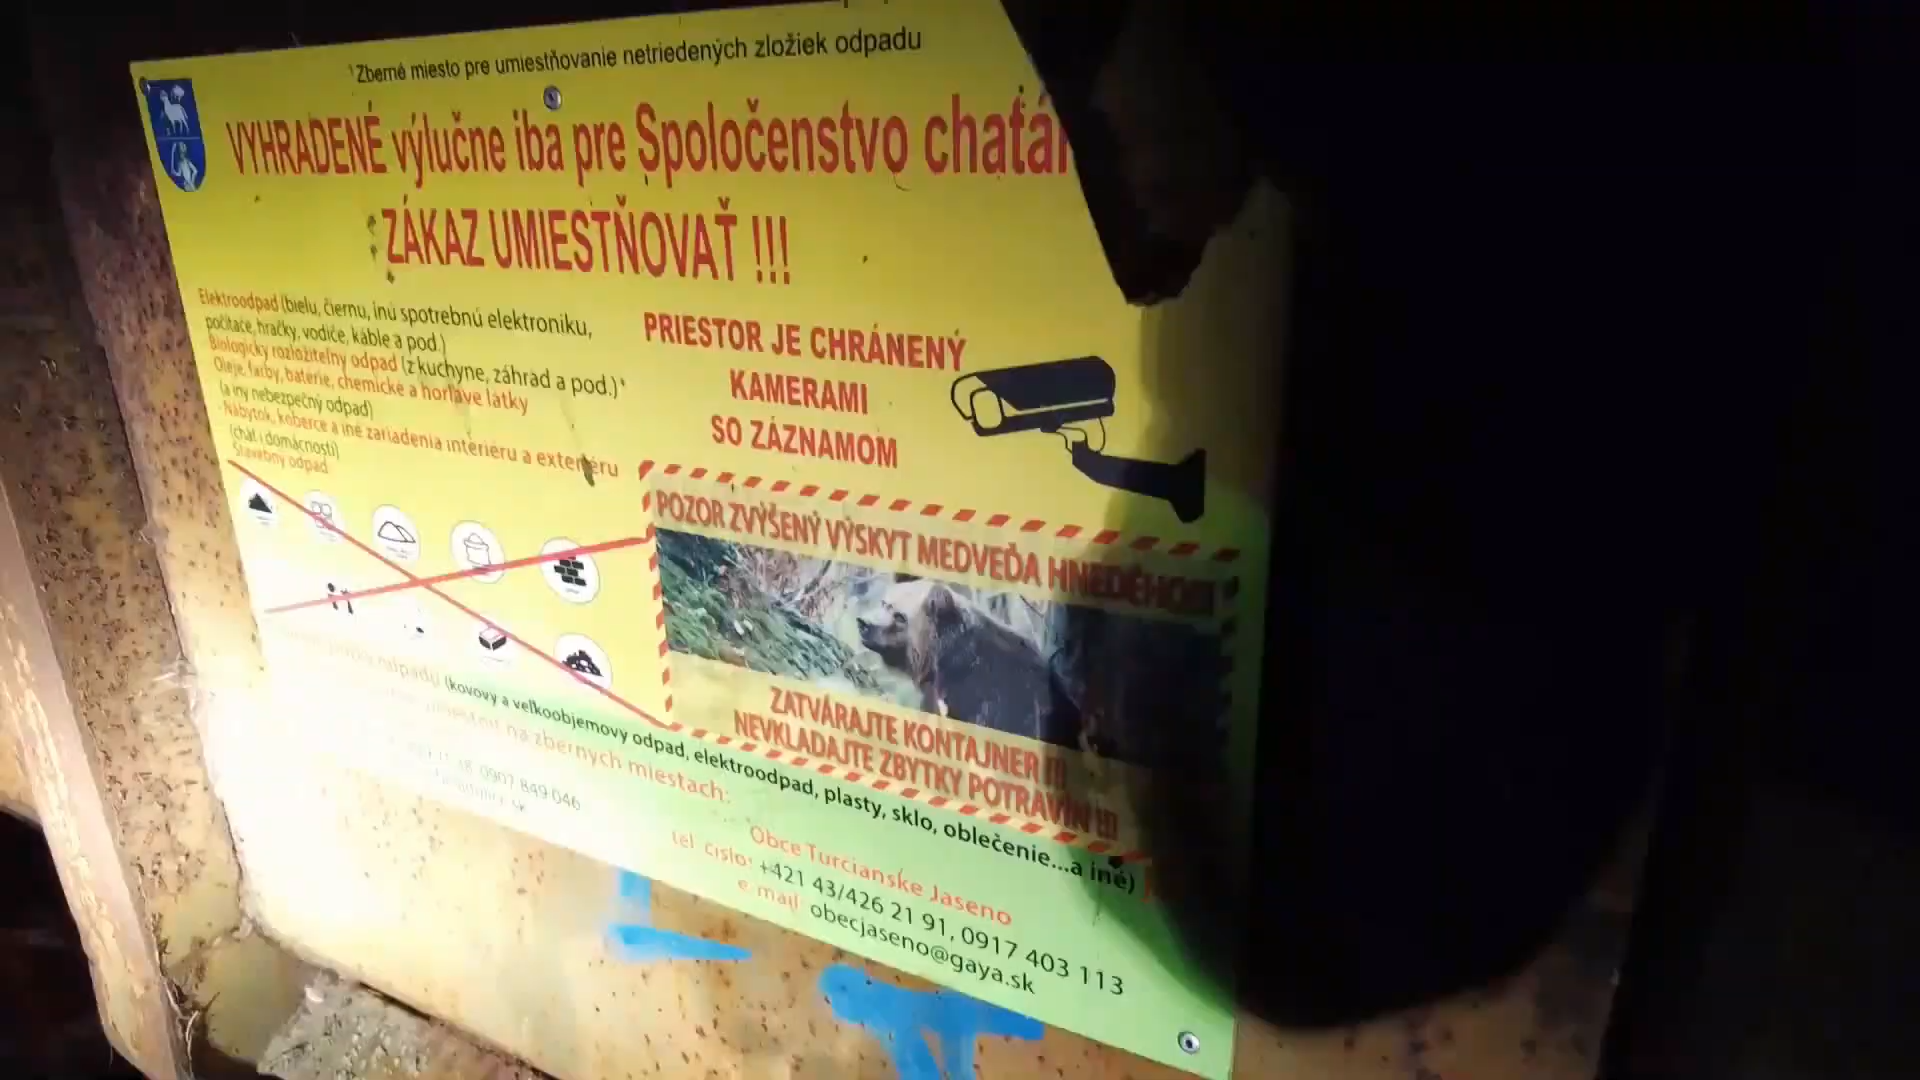 ¹Zberné miesto pre umiestňovanie netriedených zložiek odpadu
VYHRADENÉ výlučne iba pre Spoločenstvo chatár
ZÁKAZ UMIESTŇOVAŤ !!!
Elektroodpad (bielu, čiernu, inú spotrebnú elektroniku,
počítače, hračky, vodiče, káble a pod.)
Biologicky rozložiteľný odpad (z kuchyne, záhrad a pod.)*
Oleje, farby, batérie, chemické a horľavé látky
(a iný nebezpečný odpad)
Nábytok, koberce a iné zariadenia interiéru a exteriéru
(chát i domácností)
Stavebný odpad
PRIESTOR JE CHRÁNENÝ
KAMERAMI
SO ZÁZNAMOM
POZOR ZVÝŠENÝ VÝSKYT MEDVEĎA HNEDÉHO!!!
ZATVÁRAJTE KONTAJNER !!!
NEVKLADAJTE ZBYTKY POTRAVÍN !!!
(kovový a veľkoobjemový odpad, elektroodpad, plasty, sklo, oblečenie...a iné)
na zberných miestach:
0907 849 046
Obce Turčianske Jaseno
tel. číslo: +421 43/426 21 91, 0917 403 113
e mail: obecjaseno@gaya.sk